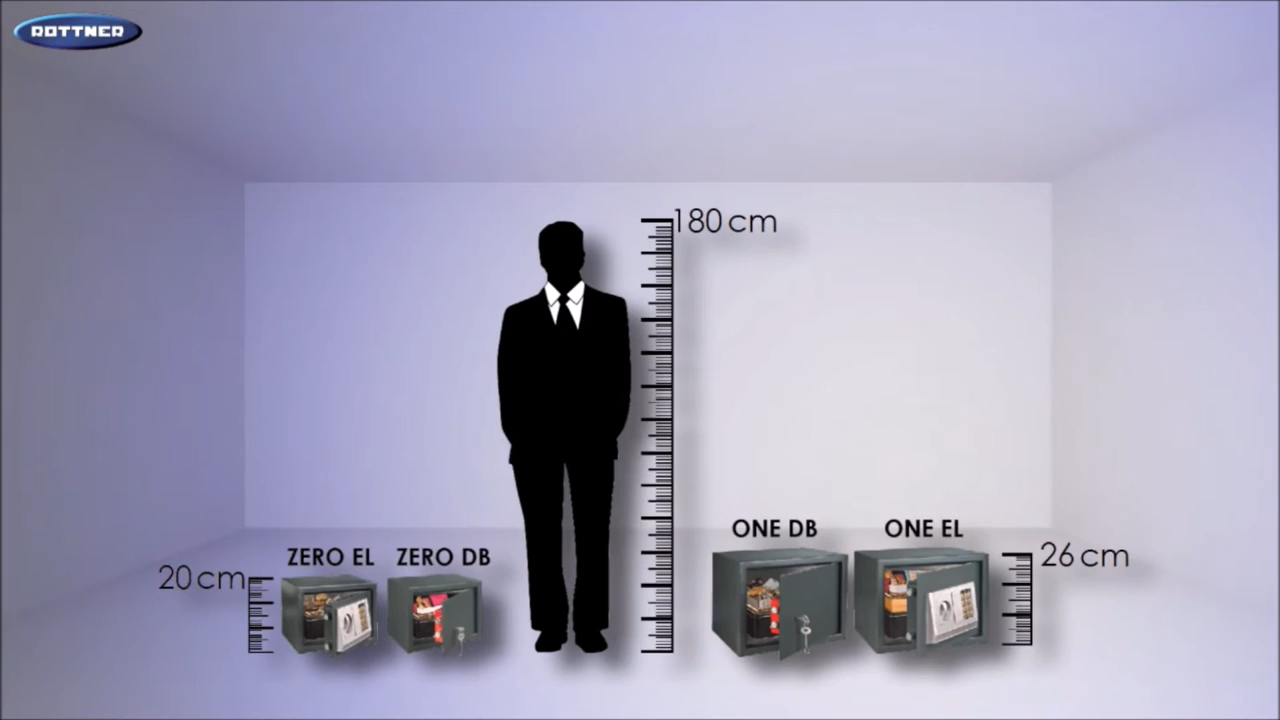 ROTTNER
180 cm
ONE DB
ONE EL
ZERO EL
ZERO DB
20 cm
26 cm